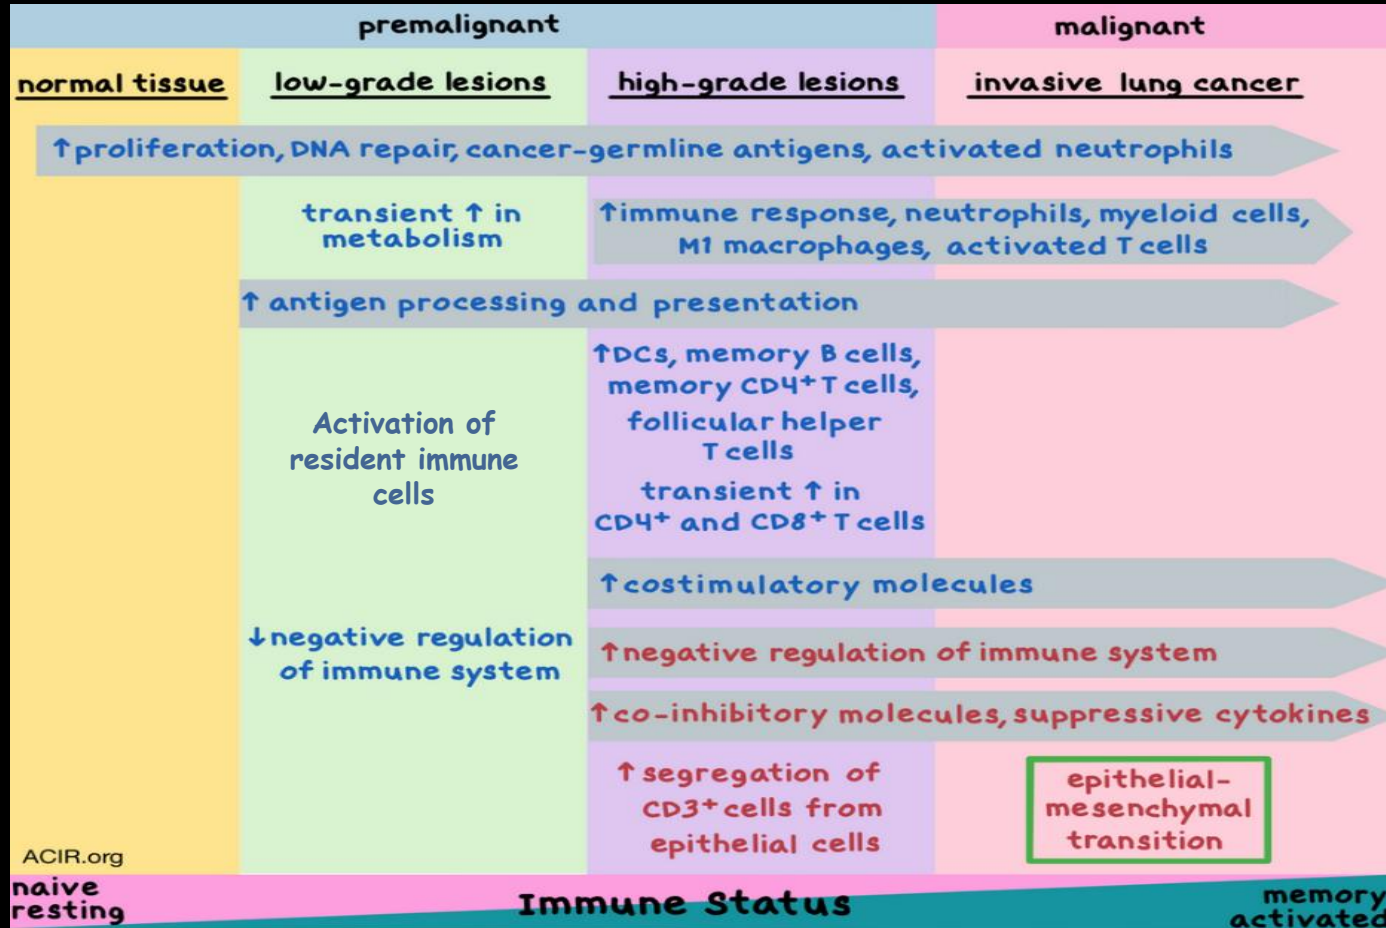 premalignant
malignant
normal tissue
low-grade lesions
high-grade lesions
invasive lung cancer
↑proliferation, DNA repair, cancer-germline antigens, activated neutrophils
transient ↑ in
metabolism
↑immune response, neutrophils, myeloid cells,
M1 macrophages, activated T cells
↑ antigen processing and presentation
Activation of
resident immune
cells
↑DCs, memory B cells,
memory CD4+ T cells,
follicular helper
T cells
transient ↑ in
CD4+ and CD8+ T cells
↑costimulatory molecules
↓negative regulation
of immune system
↑negative regulation of immune system
↑co-inhibitory molecules, suppressive cytokines
↑ segregation of
CD3+ cells from
epithelial cells
epithelial-
mesenchymal
transition
ACIR.org
naive
resting
Immune Status
memory
activated